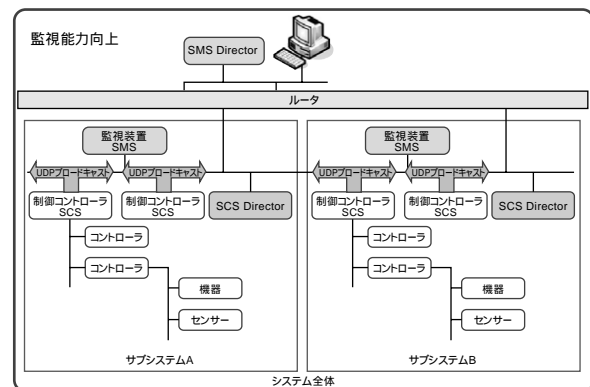 監視能力向上
SMS Director
ルータ
監視装置
SMS
UDPブロードキャスト
UDPブロードキャスト
制御コントローラ
SCS
制御コントローラ
SCS
SCS Director
コントローラ
コントローラ
機器
センサー
サブシステムA
監視装置
SMS
UDPブロードキャスト
UDPブロードキャスト
制御コントローラ
SCS
制御コントローラ
SCS
SCS Director
コントローラ
コントローラ
機器
センサー
サブシステムB
システム全体